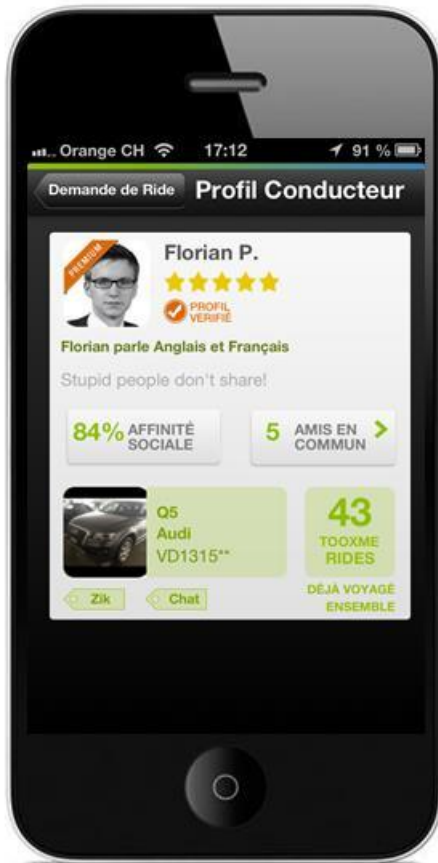 Orange CH 17:12 91 %
Demande de Ride Profil Conducteur
PREMIUM
Florian P.
PROFIL
VERIFIÉ
Florian parle Anglais et Français
Stupid people don't share!
84% AFFINITÉ
SOCIALE
5 AMIS EN
COMMUN
Q5
Audi
VD1315**
43
TOOXME
RIDES
Zik Chat
DÉJÀ VOYAGÉ
ENSEMBLE